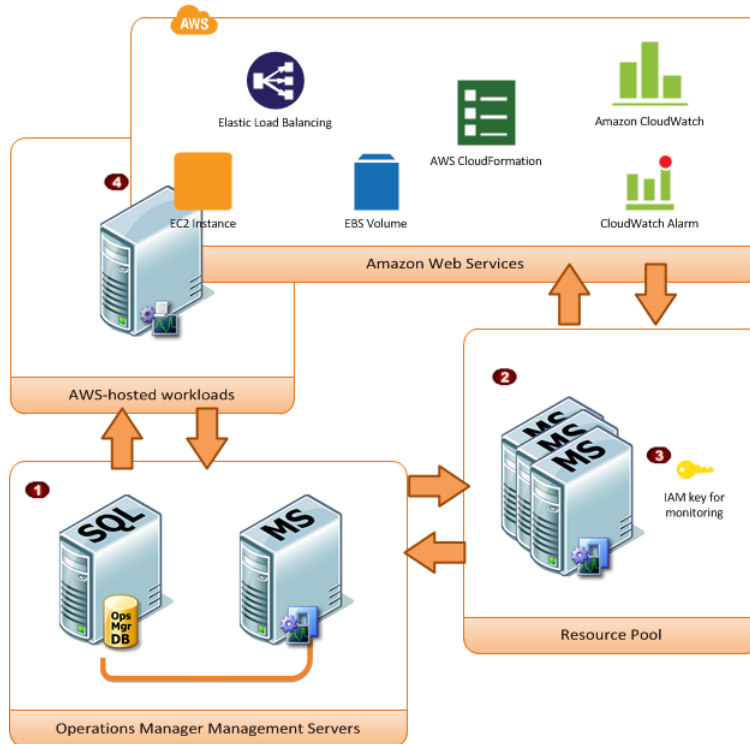 AWS
Elastic Load Balancing
AWS CloudFormation
Amazon CloudWatch
4
EC2 Instance
EBS Volume
CloudWatch Alarm
Amazon Web Services
AWS-hosted workloads
2
MS
MS
MS
3
IAM key for
monitoring
Resource Pool
1
SQL
Ops
Mgr
DB
MS
Operations Manager Management Servers